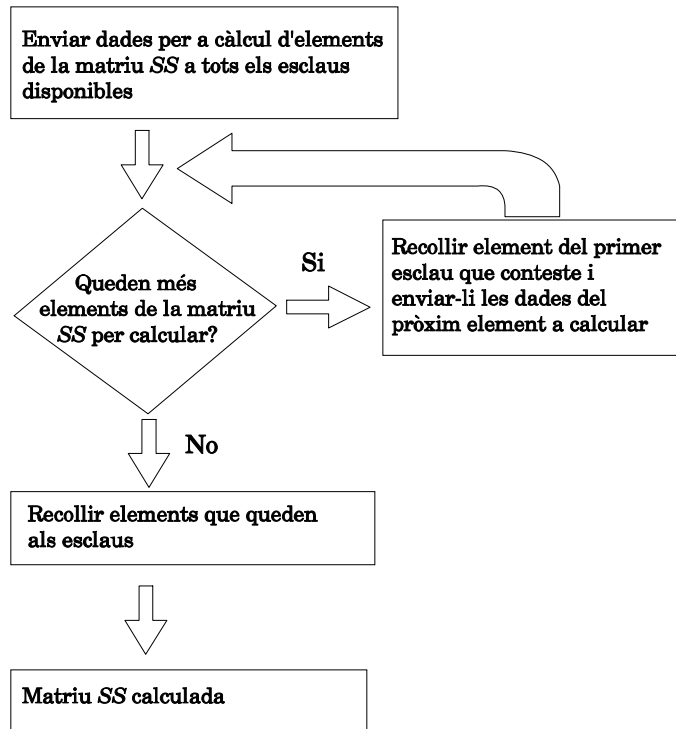 Enviar dades per a càlcul d'elements
de la matriu SS a tots els esclaus
disponibles
Queden més
elements de la matriu
SS per calcular?
Si
Recollir element del primer
esclau que conteste i
enviar-li les dades del
pròxim element a calcular
No
Recollir elements que queden
als esclaus
Matriu SS calculada